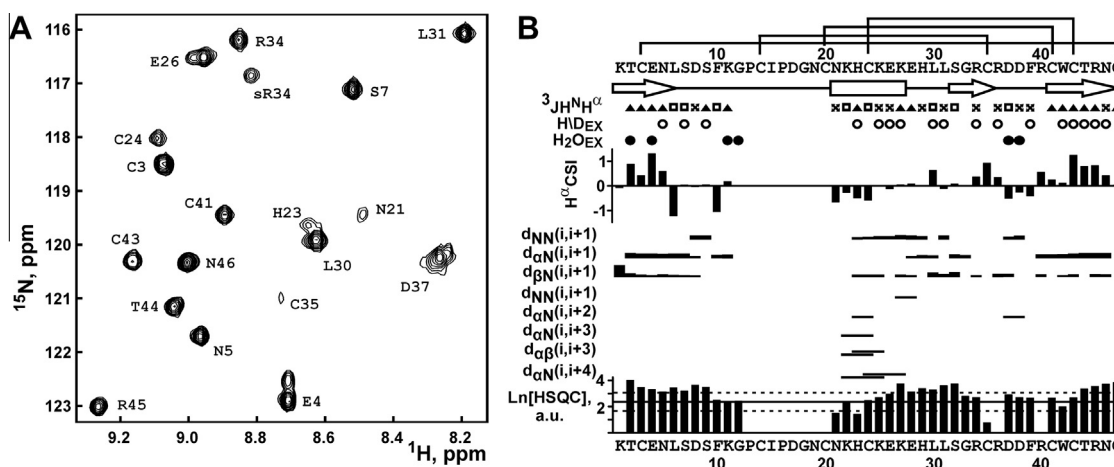 A
116
117
118
119
120
121
122
123
15N, ppm
E26
R34
sR34
L31
S7
C24
C3
C41
H23
N21
C43
N46
L30
D37
T44
C35
N5
E4
R45
9.2 9.0 8.8 8.6 8.4 8.2
1H, ppm
B
10 20 30 40
KTCENLSDSFKGPCIPDGNCNKHCKEKEHLLSGRCRDDFRCWCTRNC
3JHNHα
H\DEX
H2OEX
HαCSI
1
0
-1
dNN(i,i+1)
dαN(i,i+1)
dβN(i,i+1)
dNN(i,i+1)
dαN(i,i+2)
dαN(i,i+3)
dαβ(i,i+3)
dαN(i,i+4)
Ln[HSQC],
a.u.
4
2
KTCENLSDSFKGPCIPDGNCNKHCKEKEHLLSGRCRDDFRCWCTRNC
10 20 30 40